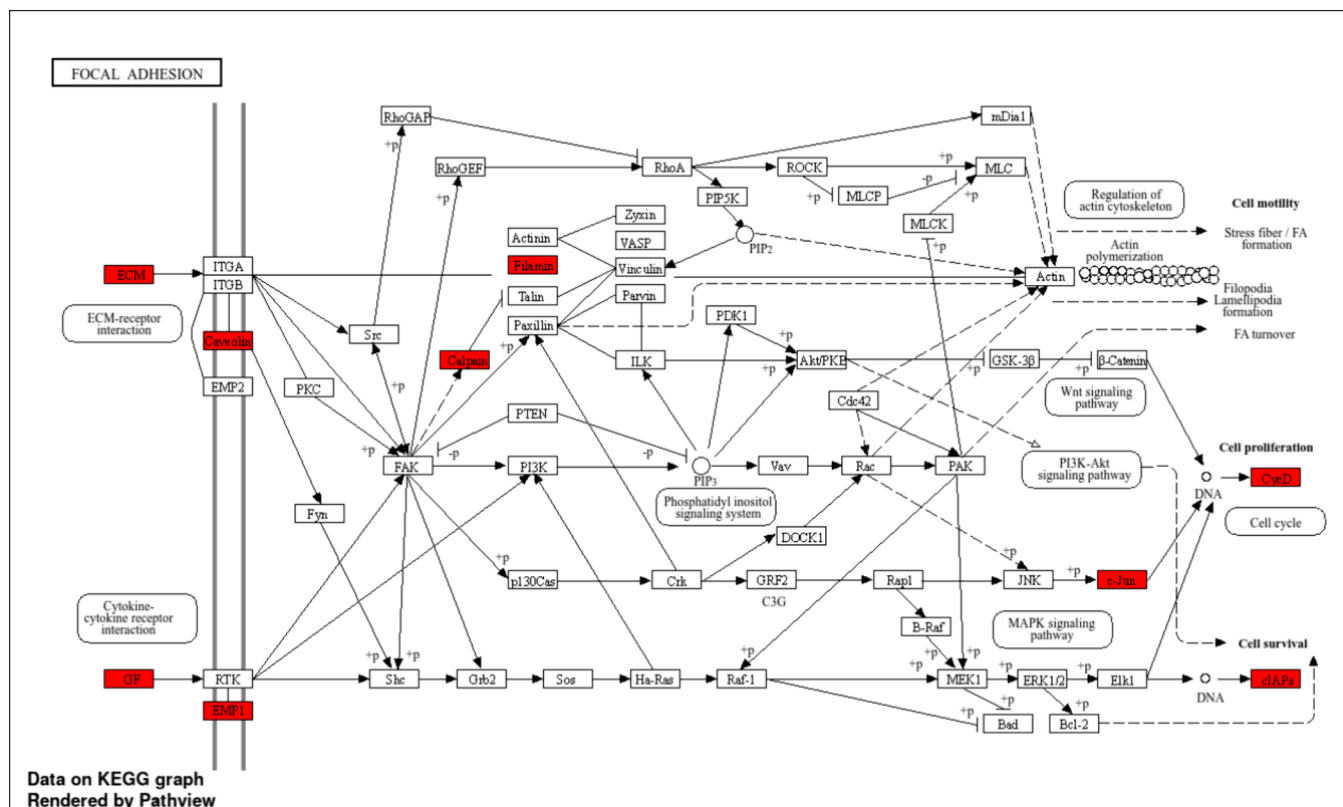 FOCAL ADHESION
RhoGAP
mDia1
+p
RhoGEF
RhoA
ROCK
+p
MLC
+p
PIP5K
+p
MLCP
-p
+p
MLCK
+p
Regulation of
actin cytoskeleton
Cell motility
Stress fiber / FA
formation
Zyxin
Actinin
VASP
PIP2
Actin
polymerization
ECM
ITGA
ITGB
Filamin
Vinculin
Actin
Talin
Parvin
Filopodia
Lamellipodia
formation
ECM-receptor
interaction
Caveolin
Src
Paxillin
+p
PDK1
+p
FA turnover
Calpain
ILK
Akt/PKB
+p
GSK-3β
+p
β-Catenin
+p
EMP2
PKC
+p
Wnt signaling
pathway
PTEN
Cdc42
+p
FAK
-p
PI3K
-p
PIP3
Vav
Rac
PAK
PI3K-Akt
signaling pathway
Cell proliferation
CycD
DNA
Phosphatidyl inositol
signaling system
Fyn
DOCK1
Cell cycle
+p
p130Cas
Crk
GRF2
C3G
Rap1
+p
JNK
+p
c-Jun
Cytokine-
cytokine receptor
interaction
B-Raf
MAPK signaling
pathway
Cell survival
+p
+p
+p
+p
+p
GF
RTK
Shc
Grb2
Sos
Ha-Ras
Raf-1
MEK1
+p
ERK1/2
+p
Elk1
DNA
cIAPs
EMP1
+p
+p
+p
Bad
Bcl-2
Data on KEGG graph
Rendered by Pathview